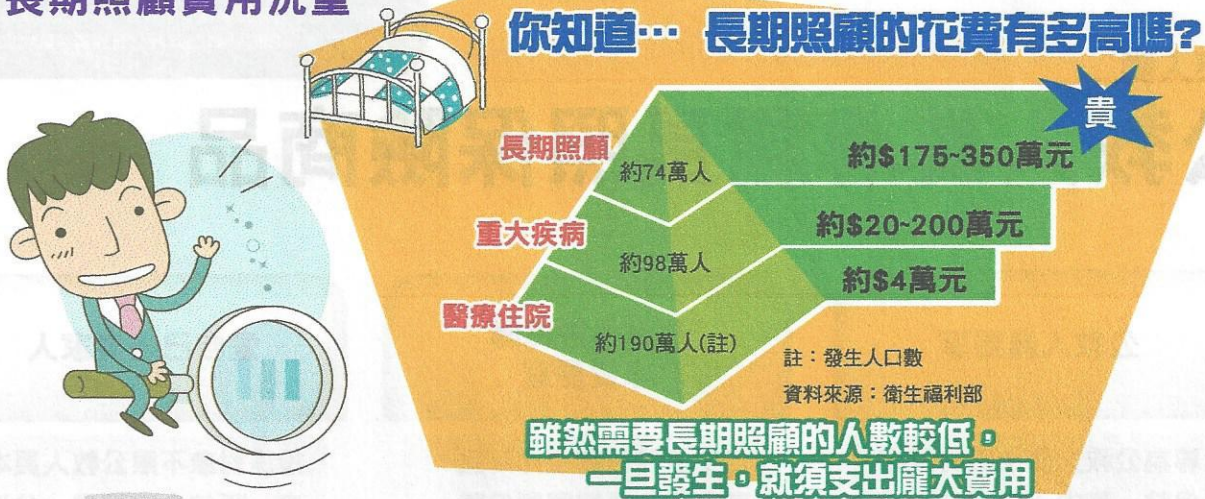 長期照顧費用沉重
你知道… 長期照顧的花費有多高嗎?
貴
長期照顧
約74萬人
約$175~350萬元
重大疾病
約98萬人
約$20~200萬元
醫療住院
約190萬人(註)
約$4萬元
註：發生人口數
資料來源：衛生福利部
雖然需要長期照顧的人數較低，
一旦發生，就須支出龐大費用